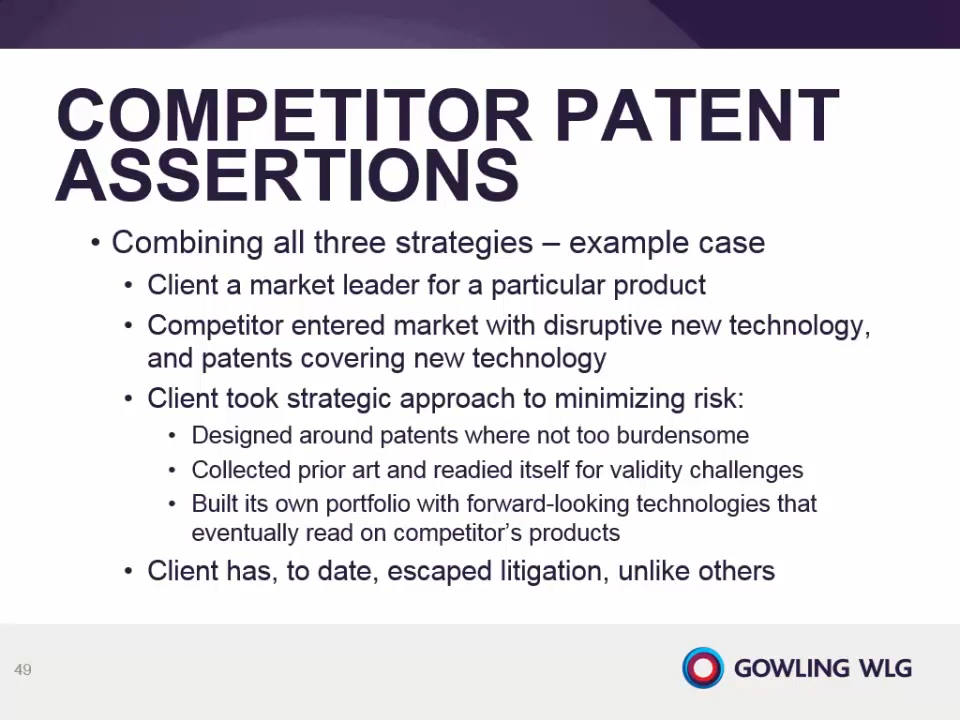 COMPETITOR PATENT
ASSERTIONS
• Combining all three strategies – example case
• Client a market leader for a particular product
• Competitor entered market with disruptive new technology,
and patents covering new technology
• Client took strategic approach to minimizing risk:
• Designed around patents where not too burdensome
• Collected prior art and readied itself for validity challenges
• Built its own portfolio with forward-looking technologies that
eventually read on competitor’s products
• Client has, to date, escaped litigation, unlike others
49
GOWLING WLG